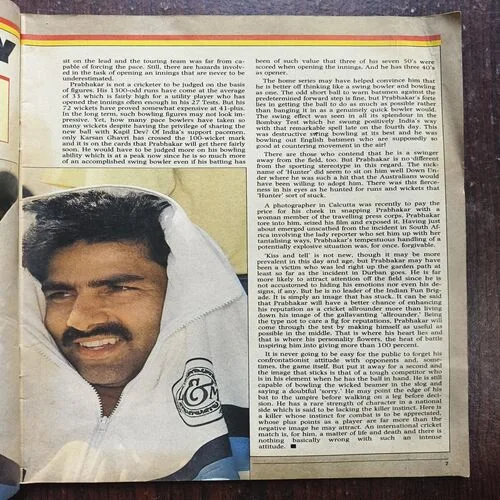 sit on the lead and the touring team was far from ca-
pable of forcing the pace. Still, there are hazards involv-
ed in the task of opening an innings that are never to be
underestimated.
Prabhakar is not a cricketer to be judged on the basis
of figures. His 1300-odd runs have come at the average
of 33 which is fairly high for a utility player who has
opened the innings often enough in his 27 Tests. But his
72 wickets have proved somewhat expensive at 41-plus.
In the long term, such bowling figures may not look im-
pressive. Yet, how many pace bowlers have taken so
many wickets despite having the handicap of sharing the
new ball with Kapil Dev? Of India's support pacemen,
only Karsan Ghavri has crossed the 100-wicket mark
and it is on the cards that Prabhakar will get there fairly
soon. He would have to be judged more on his bowling
ability which is at a peak now since he is so much more
of an accomplished swing bowler even if his batting has
been of such value that three of his seven 50's were
scored when opening the innings. And he has three 40's
as opener.
The home series may have helped convince him that
he is better off thinking like a swing bowler and bowling
as one. The odd short ball to warn batsmen against the
predetermined forward step is fine, but Prabhakar's forte
lies in getting the ball to do as much as possible rather
than banging it in as a genuinely quick bowler would.
The swing effect was seen in all its splendour in the
Bombay Test which he swung positively India's way
with that remarkable spell late on the fourth day. This
was destructive swing bowling at its best and he was
bowling out English batsmen who are supposedly so
good at countering movement in the air!
There are those who contend that he is a swinger
away from the field, too. But Prabhakar is no different
from the sporting stereotype in this regard. The nick-
name of 'Hunter' did seem to sit on him well Down Un-
der where he was such a hit that the Australians would
have been willing to adopt him. There was this fierce-
ness in his eyes as he hunted for runs and wickets that
'Hunter' sort of stuck.
A photographer in Calcutta was recently to pay the
price for his cheek in snapping Prabhakar with a
woman member of the travelling press corps. Prabhakar
tore into him, seized his film and exposed it. Having just
about emerged unscathed from the incident in South Af-
rica involving the lady reporter who set him up with her
tantalising ways, Prabhakar's tempestuous handling of a
potentially explosive situation was, for once, forgivable.
'Kiss and tell' is not new, though it may be more
prevalent in this day and age, but Prabhakar may have
been a victim who was led right up the garden path at
least so far as the incident in Durban goes. He is far
more likely to attract attention off the field since he is
not accustomed to hiding his emotions nor even his de-
signs, if any. But he is no leader of the Indian Fun Brig-
ade. It is simply an image that has stuck. It can be said
that Prabhakar will have a better chance of enhancing
his reputation as a cricket allrounder more than living
down his image of the gallavanting "allrounder." Being
the type not to care a fig for reputations, Prabhakar will
come through the test by making himself as useful as
possible in the middle. That is where his heart lies and
that is where his personality flowers, the heat of battle
inspiring him into giving more than 100 percent.
It is never going to be easy for the public to forget his
confrontationist attitude with opponents and, some-
times, the game itself. But put it away for a second and
the image that sticks is that of a tough competitor who
is in his element when he has the ball in hand. He is still
capable of bowling the wicked beamer in the slog and
saying a doubtful 'sorry.' He may point the edge of his
bat to the umpire before walking on a leg before deci-
sion. He has a rare strength of character in a national
side which is said to be lacking the killer instinct. Here is
a killer whose instinct for combat is to be appreciated,
whose plus points as a player are far more than the
negative image he may attract. An international cricket
match is, for him, a matter of life and death and there is
nothing basically wrong with such an intense
attitude. ■
7